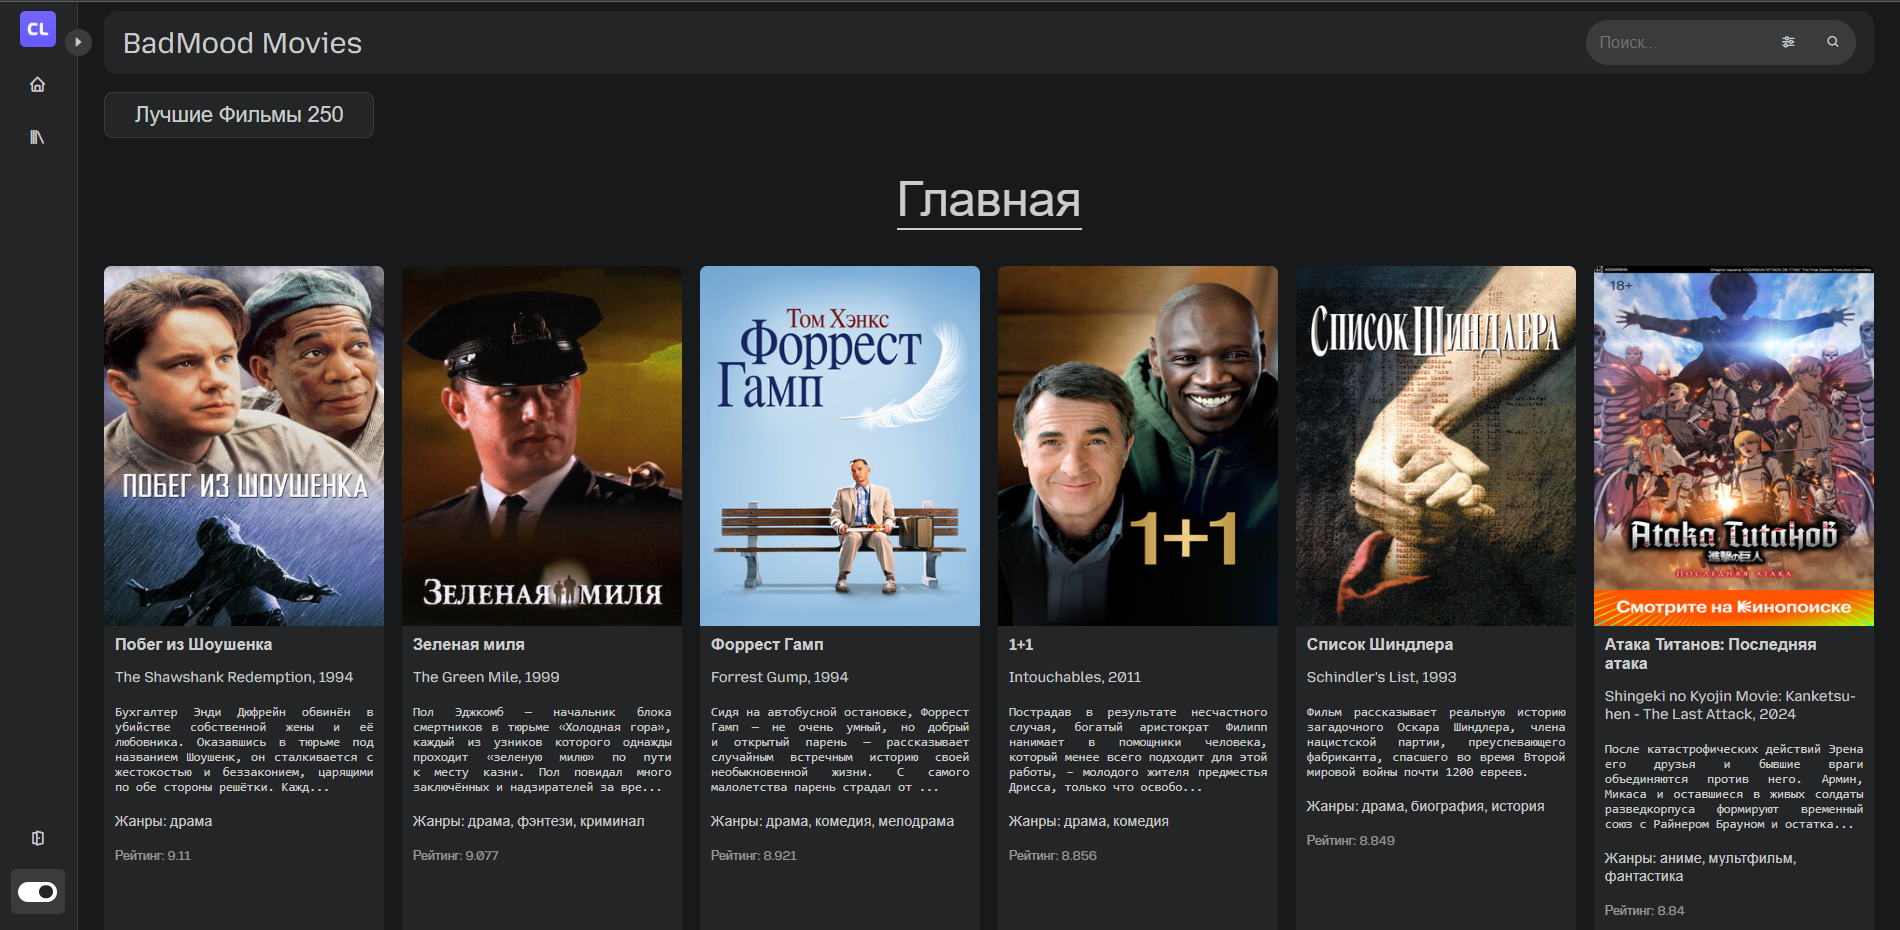 CL
BadMood Movies
Поиск...
Лучшие Фильмы 250
Главная
ПОБЕГ ИЗ ШОУШЕНКА
Побег из Шоушенка
The Shawshank Redemption, 1994
Бухгалтер Энди Дюфрейн обвинён в
убийстве собственной жены и её
любовника. Оказавшись в тюрьме под
названием Шоушенк, он сталкивается с
жестокостью и беззаконием, царящими
по обе стороны решётки. Кажд...
Жанры: драма
Рейтинг: 9.11
ЗЕЛЕНАЯ МИЛЯ
Зеленая миля
The Green Mile, 1999
Пол Эджкомб — начальник блока
смертников в тюрьме «Холодная гора»,
каждый из узников которого однажды
проходит «зеленую милю» по пути
к месту казни. Пол повидал много
заключённых и надзирателей за вре...
Жанры: драма, фэнтези, криминал
Рейтинг: 9.077
Том Хэнкс
Форрест
Гамп
Форрест Гамп
Forrest Gump, 1994
Сидя на автобусной остановке, Форрест
Гамп — не очень умный, но добрый
и открытый парень — рассказывает
случайным встречным историю своей
необыкновенной жизни. С самого
малолетства парень страдал от ...
Жанры: драма, комедия, мелодрама
Рейтинг: 8.921
1+1
1+1
Intouchables, 2011
Пострадав в результате несчастного
случая, богатый аристократ Филипп
нанимает в помощники человека,
который менее всего подходит для этой
работы, – молодого жителя предместья
Дрисса, только что освобо...
Жанры: драма, комедия
Рейтинг: 8.856
СПИСОК ШИНДЛЕРА
Список Шиндлера
Schindler's List, 1993
Фильм рассказывает реальную историю
загадочного Оскара Шиндлера, члена
нацистской партии, преуспевающего
фабриканта, спасшего во время Второй
мировой войны почти 1200 евреев.
Жанры: драма, биография, история
Рейтинг: 8.849
18+
Атака Титанов
進撃の巨人
ПОСЛЕДНЯЯ АТАКА
Смотрите на Кинопоиске
Атака Титанов: Последняя
атака
Shingeki no Kyojin Movie: Kanketsu-
hen - The Last Attack, 2024
После катастрофических действий Эрена
его друзья и бывшие враги
объединяются против него. Армин,
Микаса и оставшиеся в живых солдаты
разведкорпуса формируют временный
союз с Райнером Брауном и остатка...
Жанры: аниме, мультфильм,
фантастика
Рейтинг: 8.84